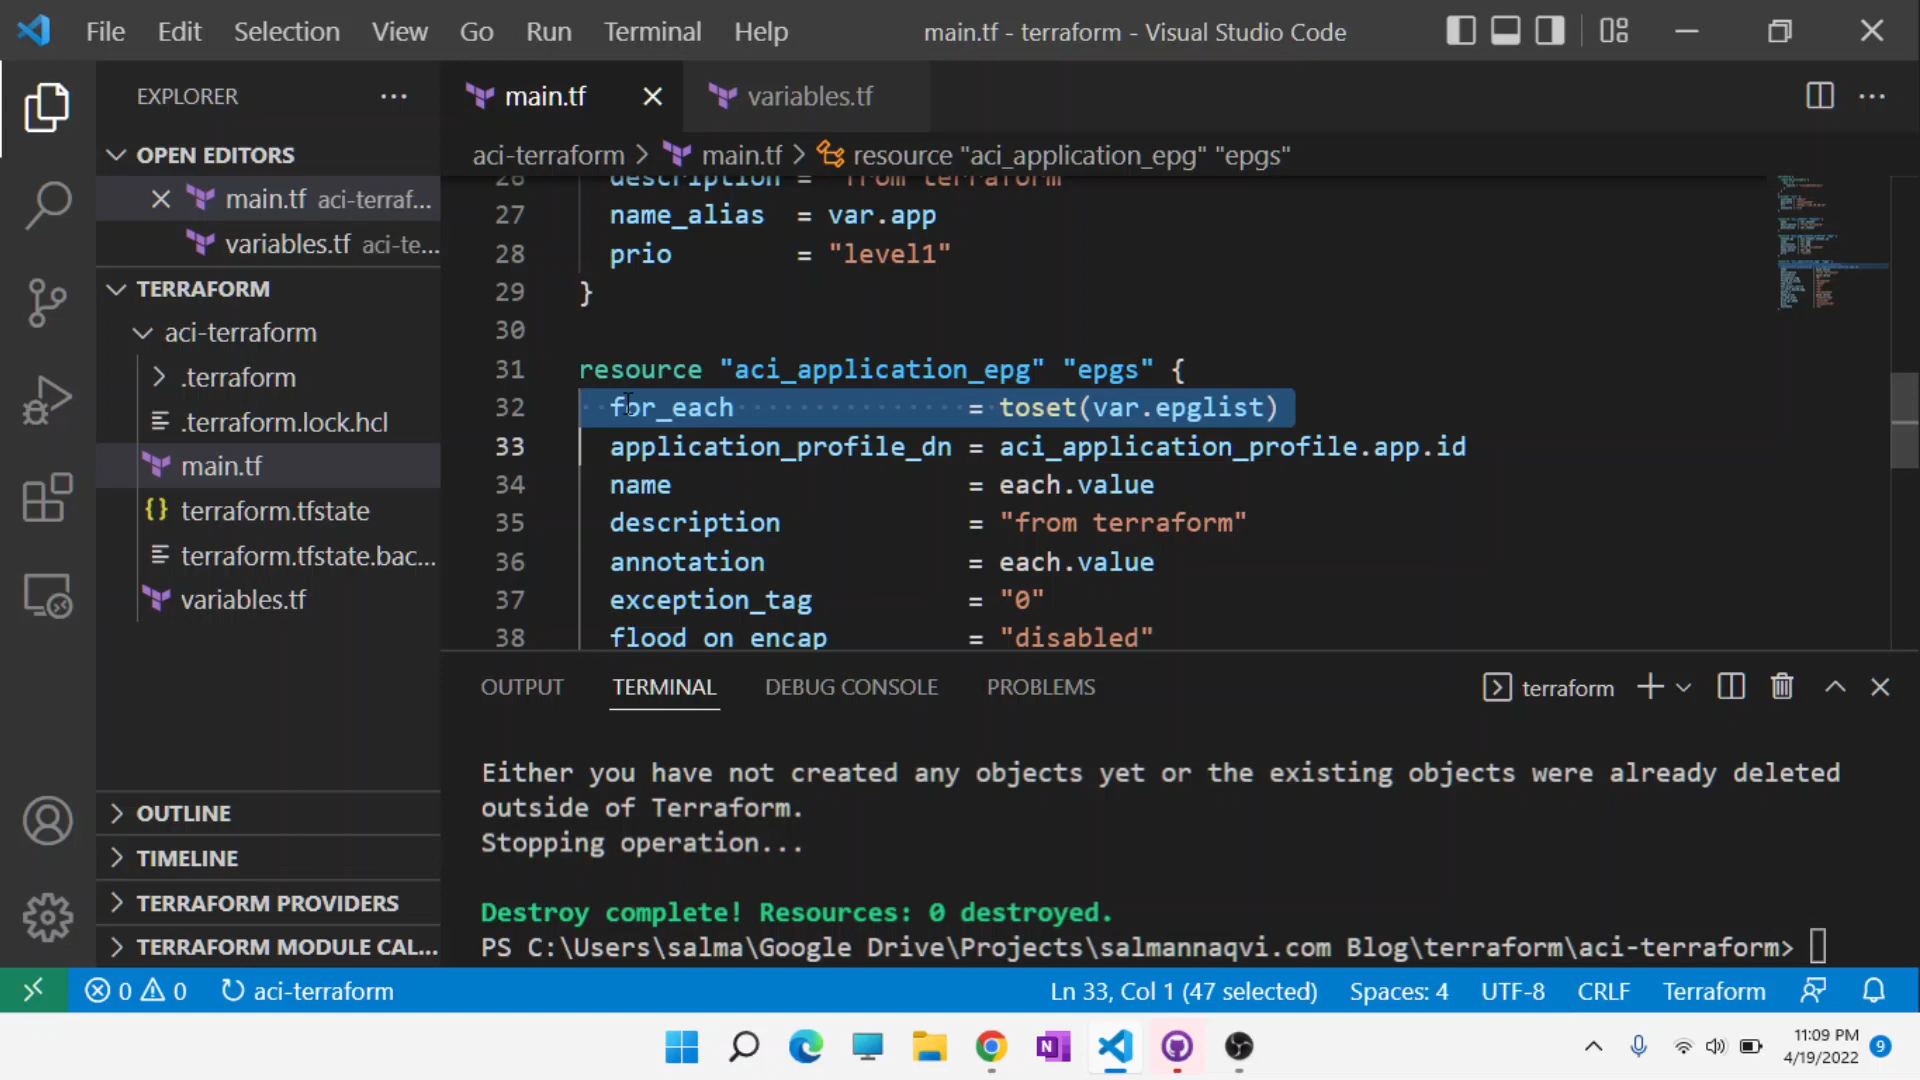 File Edit Selection View Go Run Terminal Help main.tf - terraform - Visual Studio Code
EXPLORER
main.tf
variables.tf
OPEN EDITORS
main.tf aci-terraf...
variables.tf aci-te...
TERRAFORM
aci-terraform
.terraform
.terraform.lock.hcl
main.tf
terraform.tfstate
terraform.tfstate.bac...
variables.tf
OUTLINE
TIMELINE
TERRAFORM PROVIDERS
TERRAFORM MODULE CAL...
aci-terraform > main.tf > resource "aci_application_epg" "epgs"
26 description = "from terraform"
27 name_alias = var.app
28 prio = "level1"
29 }
30
31 resource "aci_application_epg" "epgs" {
32 for_each = toset(var.epglist)
33 application_profile_dn = aci_application_profile.app.id
34 name = each.value
35 description = "from terraform"
36 annotation = each.value
37 exception_tag = "0"
38 flood_on_encap = "disabled"
OUTPUT TERMINAL DEBUG CONSOLE PROBLEMS terraform
Either you have not created any objects yet or the existing objects were already deleted
outside of Terraform.
Stopping operation...
Destroy complete! Resources: 0 destroyed.
PS C:\Users\salma\Google Drive\Projects\salmannaqvi.com Blog\terraform\aci-terraform>
0 0 aci-terraform Ln 33, Col 1 (47 selected) Spaces: 4 UTF-8 CRLF Terraform
11:09 PM
4/19/2022
9